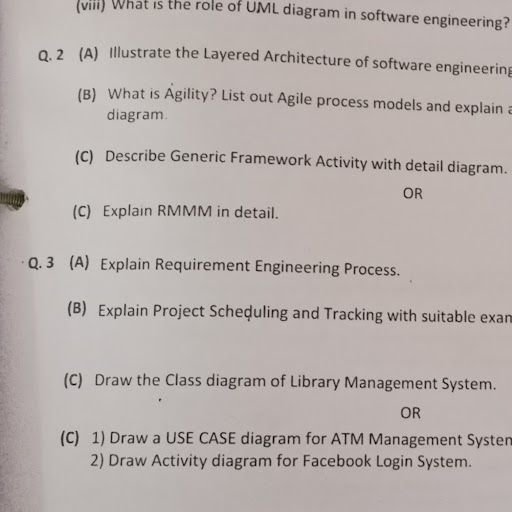 (viii) What is the role of UML diagram in software engineering?
Q. 2 (A) Illustrate the Layered Architecture of software engineering
(B) What is Agility? List out Agile process models and explain
diagram.
(C) Describe Generic Framework Activity with detail diagram.
OR
(C) Explain RMMM in detail.
Q. 3 (A) Explain Requirement Engineering Process.
(B) Explain Project Scheduling and Tracking with suitable
(C) Draw the Class diagram of Library Management System.
OR
(C) 1) Draw a USE CASE diagram for ATM Management System
2) Draw Activity diagram for Facebook Login System.